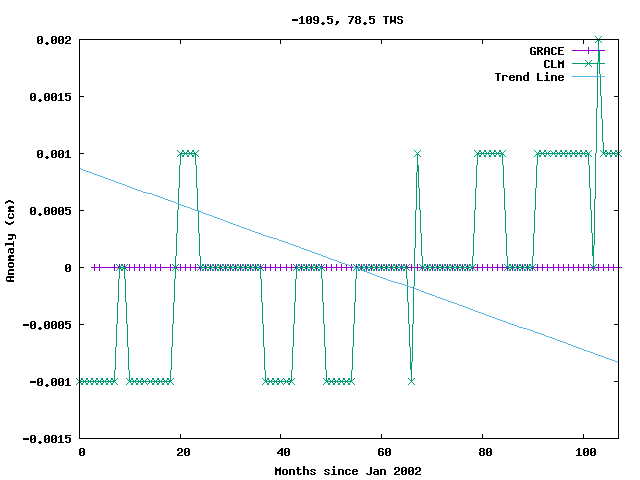 -109.5, 78.5 TWS
GRACE
CLM
Trend Line
0.002
0.0015
0.001
0.0005
0
-0.0005
-0.001
-0.0015
Anomaly (cm)
0 20 40 60 80 100
Months since Jan 2002